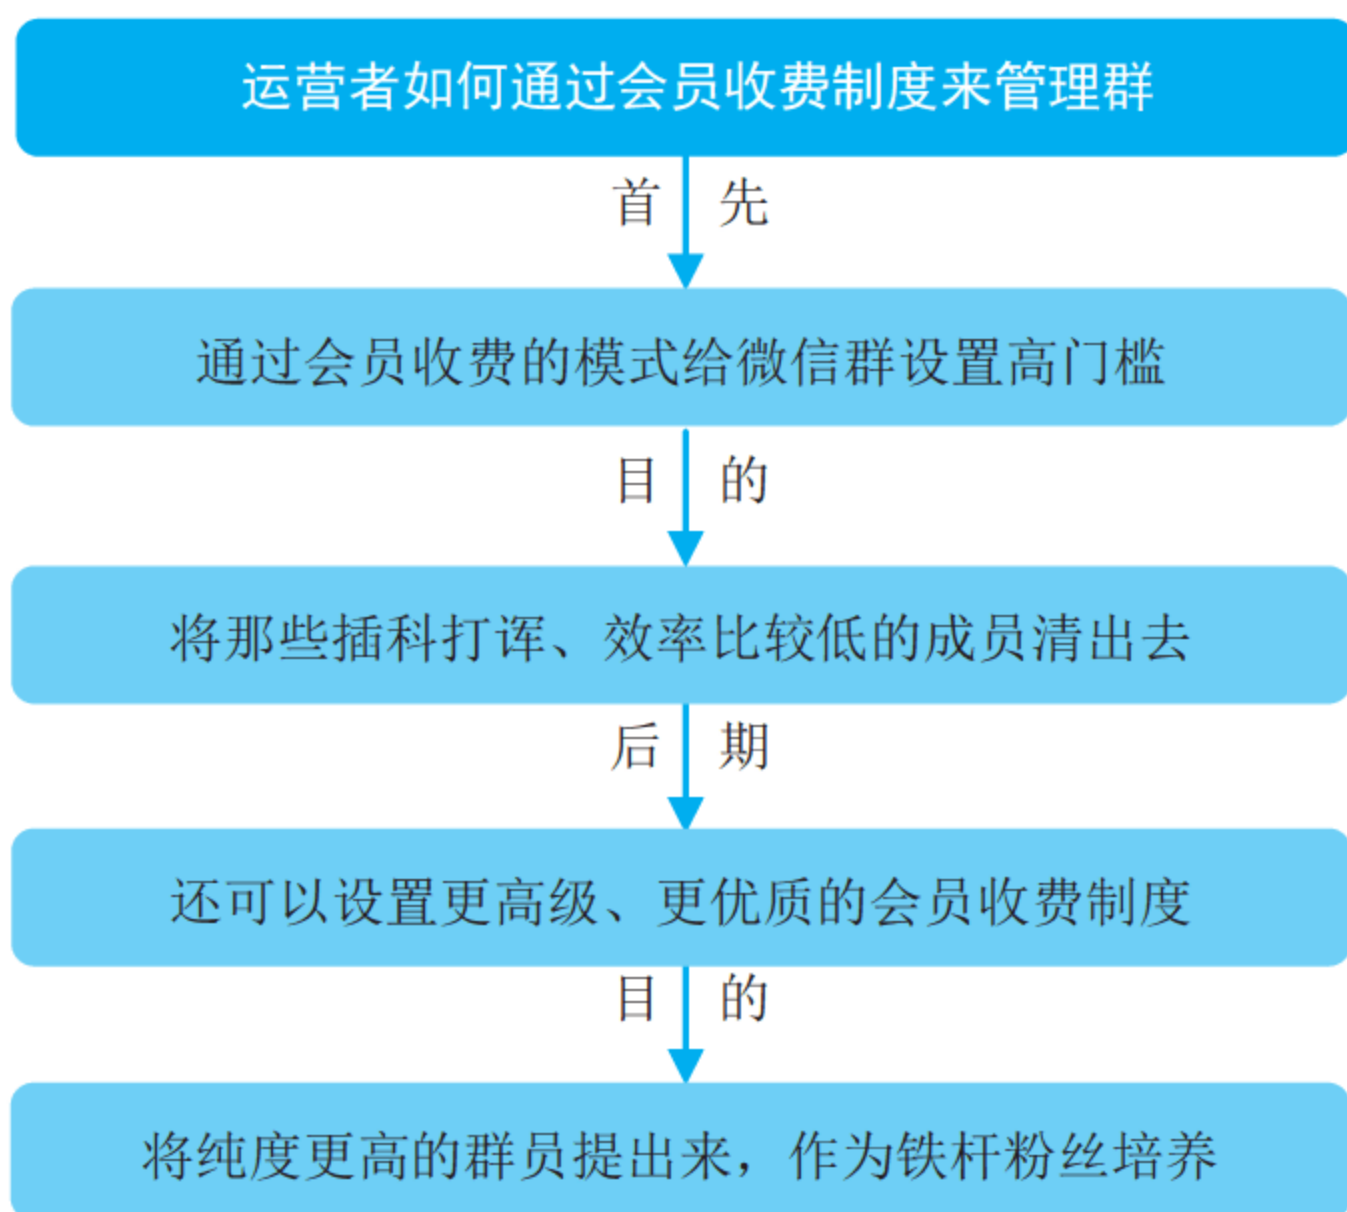 运营者如何通过会员收费制度来管理群
首先
通过会员收费的模式给微信群设置高门槛
目的
将那些插科打诨、效率比较低的成员清出去
后期
还可以设置更高级、更优质的会员收费制度
目的
将纯度更高的群员提出来，作为铁杆粉丝培养